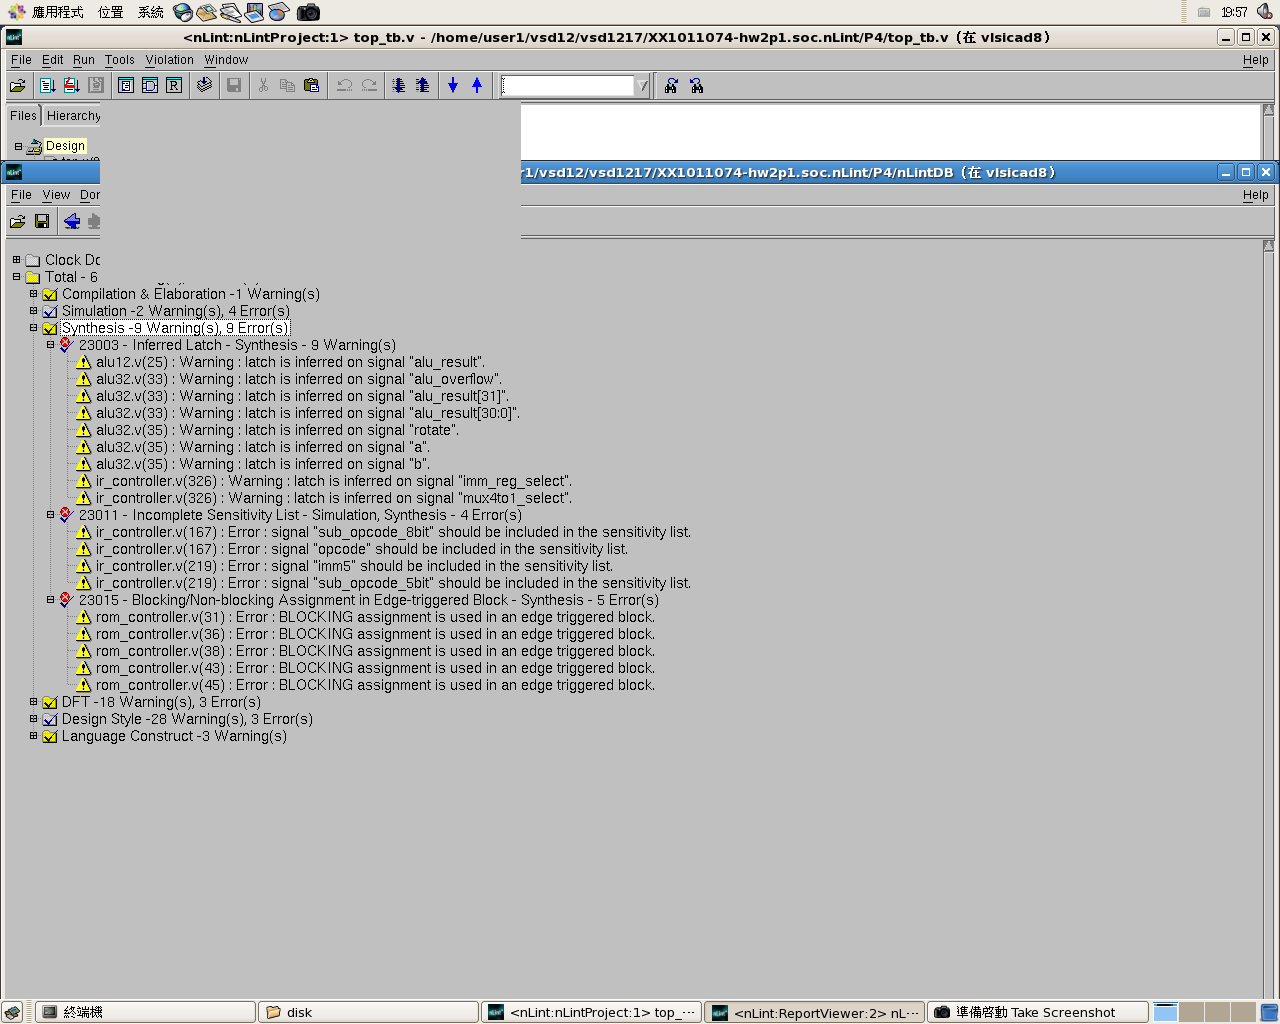 應用程式 位置 系統 19:57
<nLint:nLintProject:1> top_tb.v - /home/user1/vsd12/vsd1217/XX1011074-hw2p1.soc.nLint/P4/top_tb.v (在 vlsicad8)
File Edit Run Tools Violation Window Help
Files Hierarchy
Design
r1/vsd12/vsd1217/XX1011074-hw2p1.soc.nLint/P4/nLintDB (在 vlsicad8)
File View Don Help
Clock Do
Total - 6
Compilation & Elaboration -1 Warning(s)
Simulation -2 Warning(s), 4 Error(s)
Synthesis -9 Warning(s), 9 Error(s)
23003 - Inferred Latch - Synthesis - 9 Warning(s)
alu12.v(25) : Warning : latch is inferred on signal "alu_result".
alu32.v(33) : Warning : latch is inferred on signal "alu_overflow".
alu32.v(33) : Warning : latch is inferred on signal "alu_result[31]".
alu32.v(33) : Warning : latch is inferred on signal "alu_result[30:0]".
alu32.v(35) : Warning : latch is inferred on signal "rotate".
alu32.v(35) : Warning : latch is inferred on signal "a".
alu32.v(35) : Warning : latch is inferred on signal "b".
ir_controller.v(326) : Warning : latch is inferred on signal "imm_reg_select".
ir_controller.v(326) : Warning : latch is inferred on signal "mux4to1_select".
23011 - Incomplete Sensitivity List - Simulation, Synthesis - 4 Error(s)
ir_controller.v(167) : Error : signal "sub_opcode_8bit" should be included in the sensitivity list.
ir_controller.v(167) : Error : signal "opcode" should be included in the sensitivity list.
ir_controller.v(219) : Error : signal "imm5" should be included in the sensitivity list.
ir_controller.v(219) : Error : signal "sub_opcode_5bit" should be included in the sensitivity list.
23015 - Blocking/Non-blocking Assignment in Edge-triggered Block - Synthesis - 5 Error(s)
rom_controller.v(31) : Error : BLOCKING assignment is used in an edge triggered block.
rom_controller.v(36) : Error : BLOCKING assignment is used in an edge triggered block.
rom_controller.v(38) : Error : BLOCKING assignment is used in an edge triggered block.
rom_controller.v(43) : Error : BLOCKING assignment is used in an edge triggered block.
rom_controller.v(45) : Error : BLOCKING assignment is used in an edge triggered block.
DFT -18 Warning(s), 3 Error(s)
Design Style -28 Warning(s), 3 Error(s)
Language Construct -3 Warning(s)
終端機 disk <nLint:nLintProject:1> top_··· <nLint:ReportViewer:2> nL··· 準備啓動 Take Screenshot